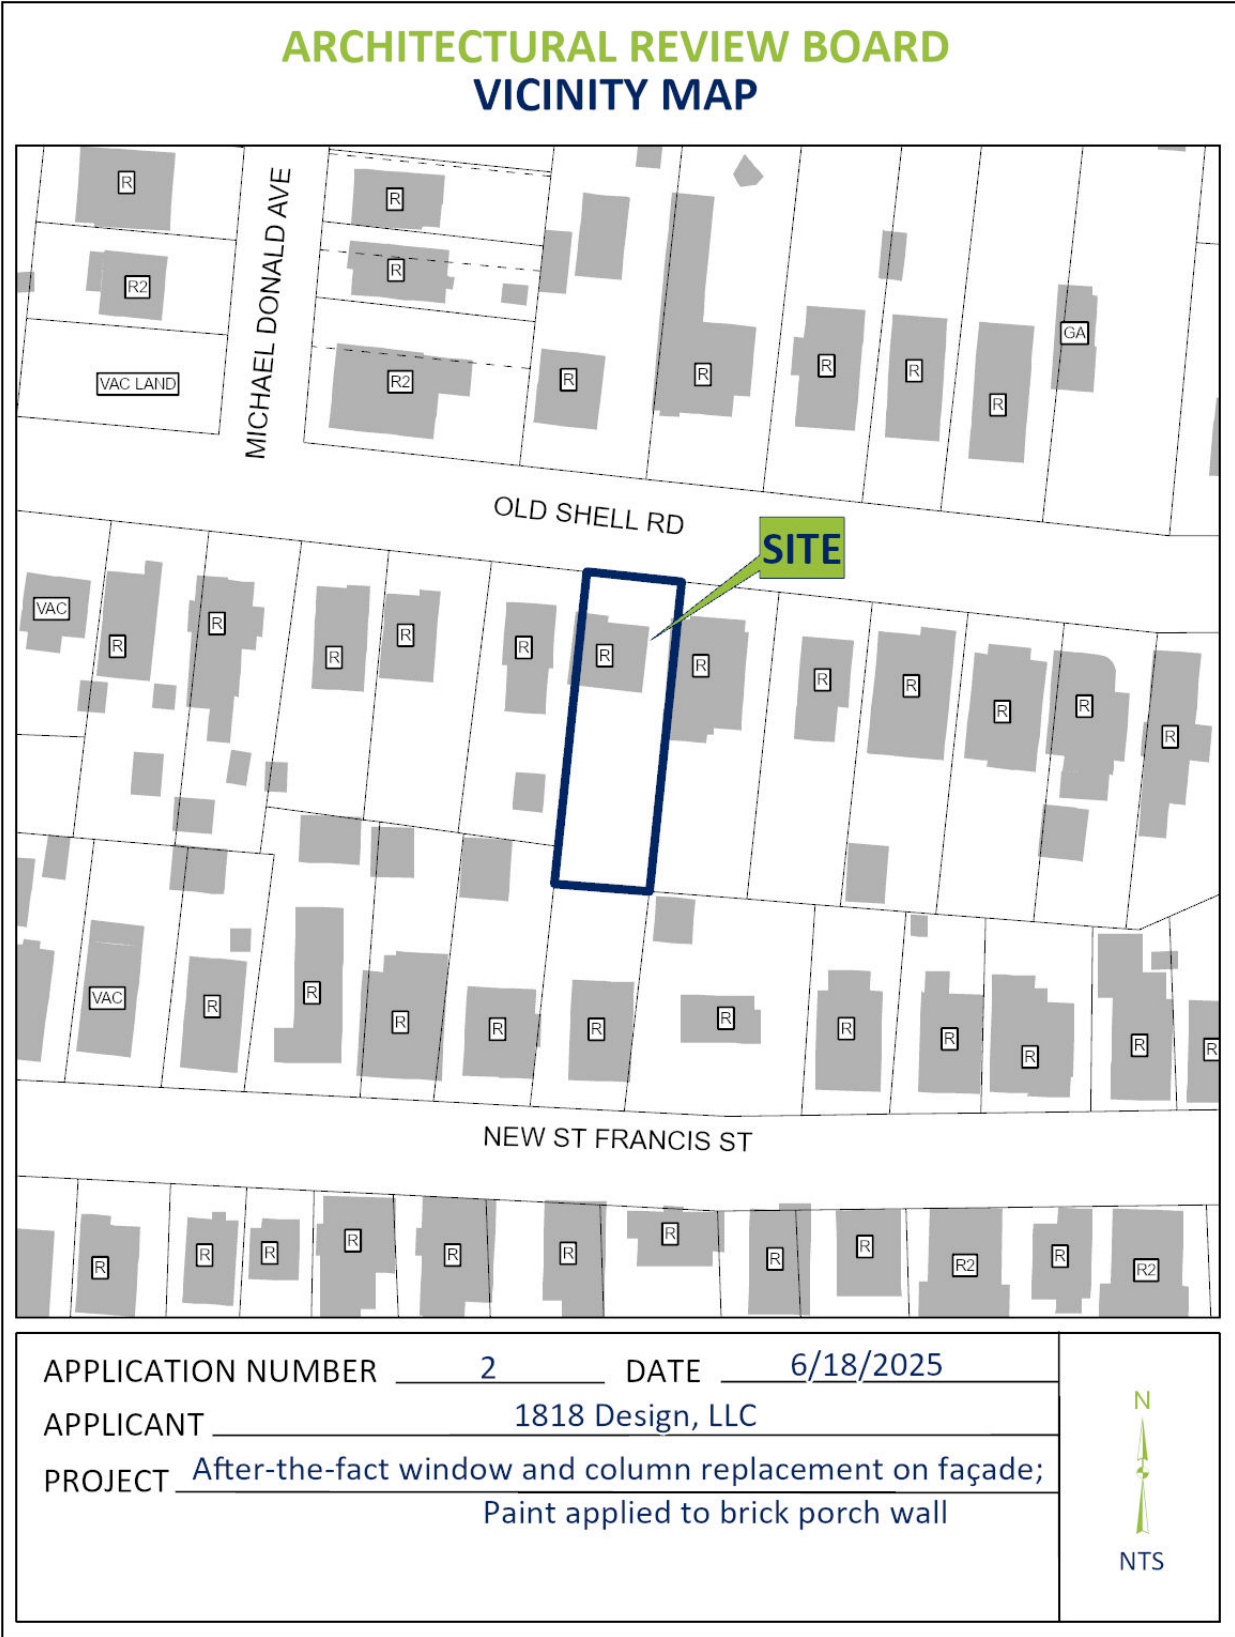 ARCHITECTURAL REVIEW BOARD
VICINITY MAP
R
R
R2
R
MICHAEL DONALD AVE
VAC LAND
R2
R
R
R
R
R
GA
OLD SHELL RD
SITE
VAC
R
R
R
R
R
R
R
R
R
R
R
R
VAC
R
R
R
R
R
R
R
R
R
R
R
NEW ST FRANCIS ST
R
R
R
R
R
R
R
R
R
R2
R
R2
APPLICATION NUMBER 2 DATE 6/18/2025
APPLICANT 1818 Design, LLC
PROJECT After-the-fact window and column replacement on façade;
Paint applied to brick porch wall
N
NTS